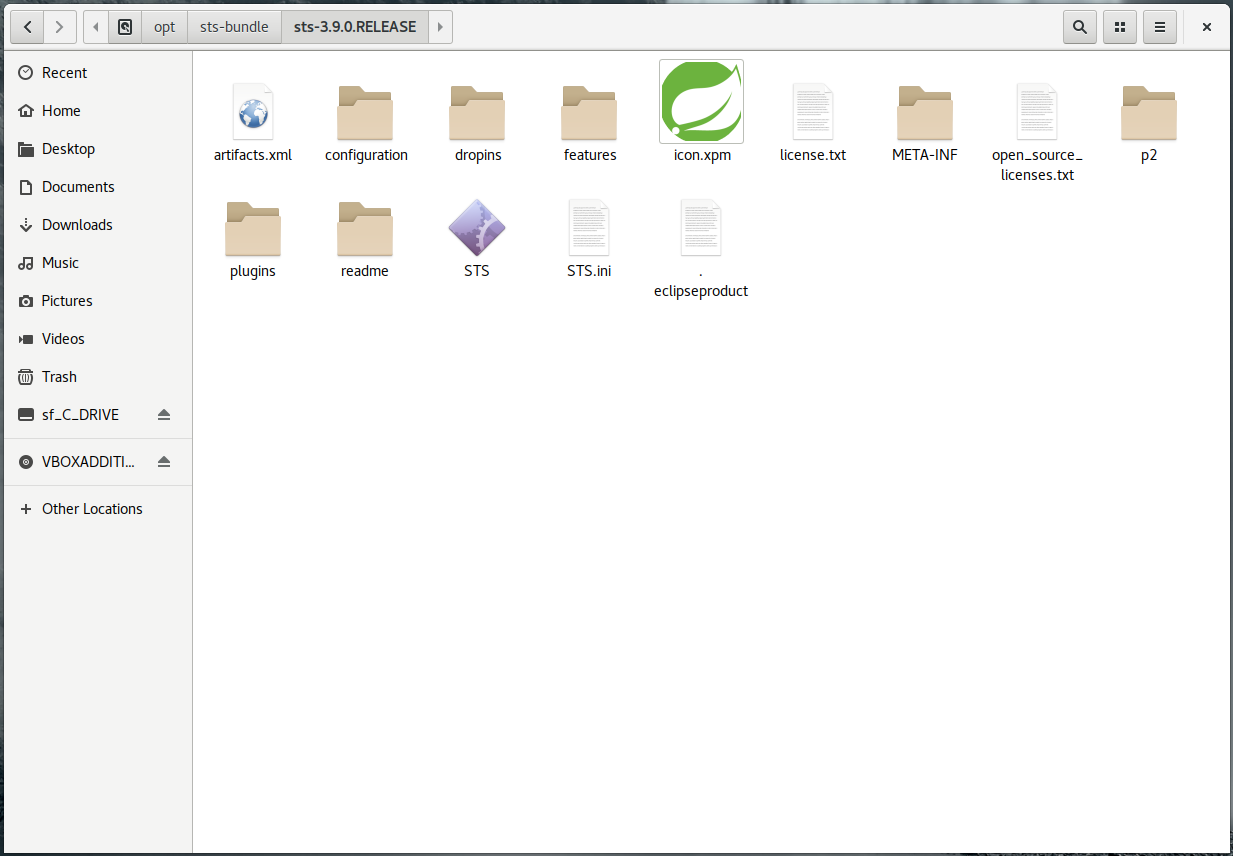 opt
sts-bundle
sts-3.9.0.RELEASE
Recent
Home
Desktop
Documents
Downloads
Music
Pictures
Videos
Trash
sf_C_DRIVE
VBOXADDITI...
Other Locations
artifacts.xml
configuration
dropins
features
icon.xpm
license.txt
META-INF
open_source_
licenses.txt
p2
plugins
readme
STS
STS.ini
.
eclipseproduct